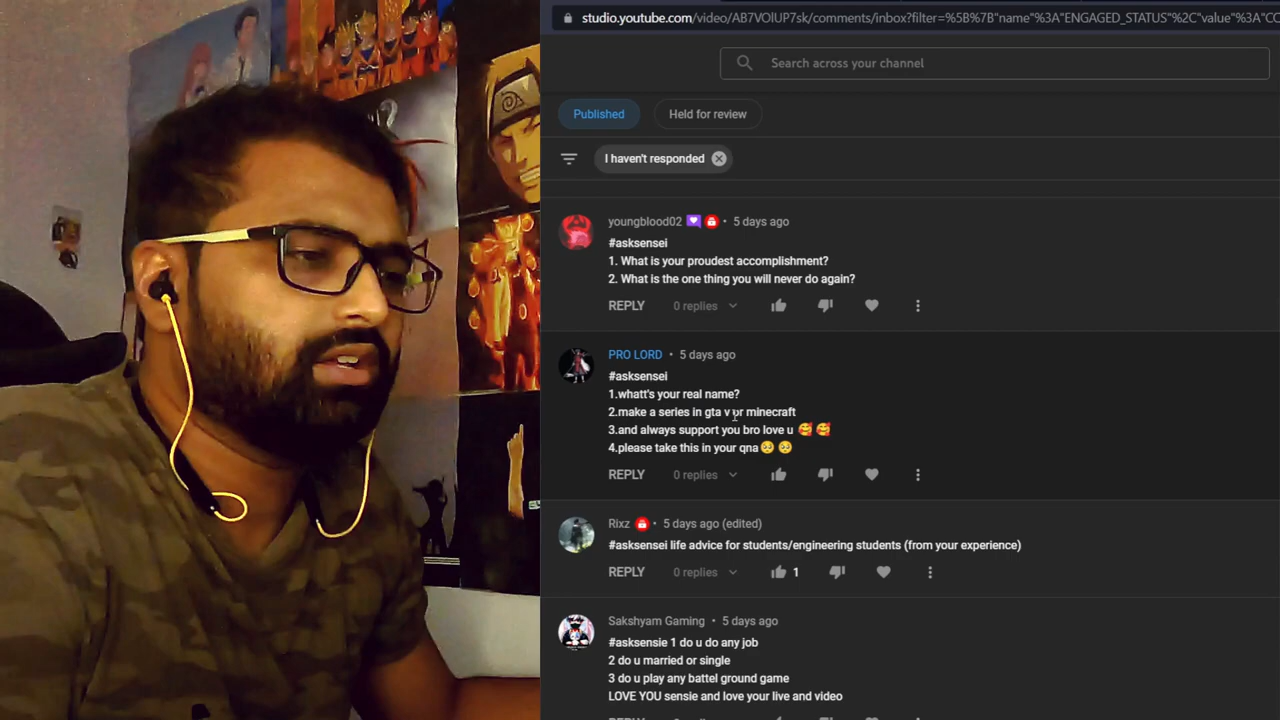 studio.youtube.com/video/AB7VOlUP7sk/comments/inbox?filter=%5B%7B"name"%3A"ENGAGED_STATUS"%2C"value"%3A"CO
Search across your channel
Published
Held for review
I haven't responded
youngblood02 • 5 days ago
#asksensei
1. What is your proudest accomplishment?
2. What is the one thing you will never do again?
REPLY 0 replies
PRO LORD • 5 days ago
#asksensei
1.whatt's your real name?
2.make a series in gta v ur minecraft
3.and always support you bro love u 🥰 🥰
4.please take this in your qna🥺 🥺
REPLY 0 replies
Rixz • 5 days ago (edited)
#asksensei life advice for students/engineering students (from your experience)
REPLY 0 replies 1
Sakshyam Gaming • 5 days ago
#asksensie 1 do u do any job
2 do u married or single
3 do u play any battel ground game
LOVE YOU sensie and love your live and video